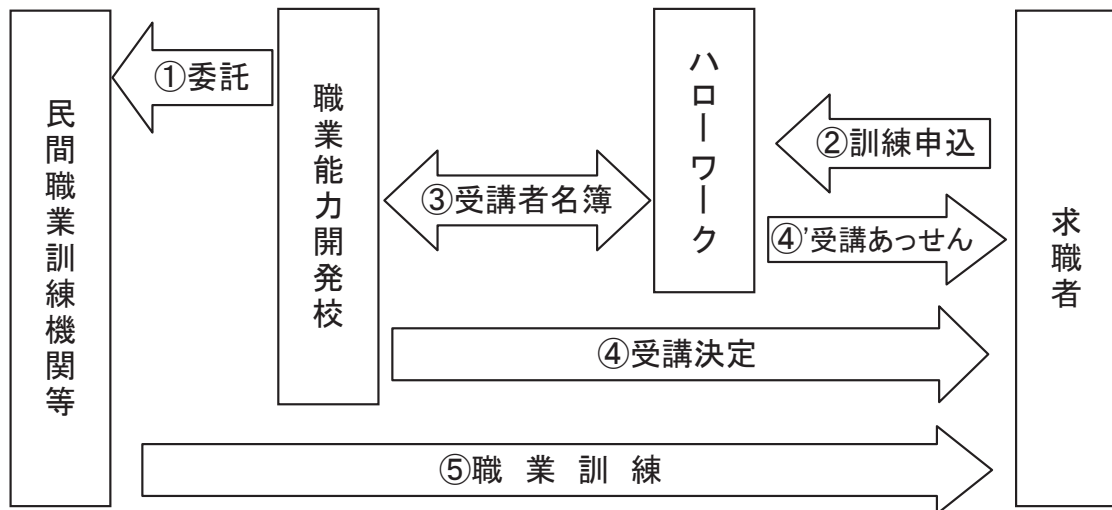 民間職業訓練機関等
①委託
職業能力開発校
③受講者名簿
ハローワーク
②訓練申込
④'受講あっせん
求職者
④受講決定
⑤職業訓練